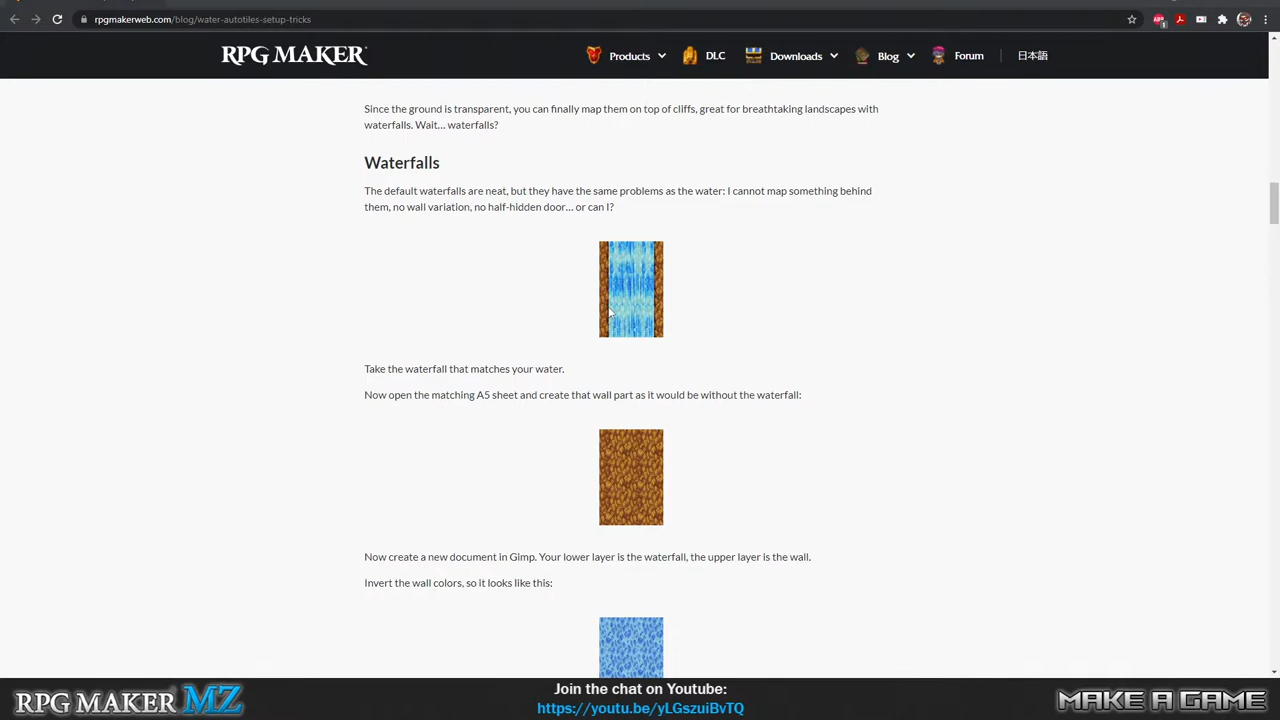 rpgmakerweb.com/blog/water-autotiles-setup-tricks
RPG MAKER
Products
DLC
Downloads
Blog
Forum
日本語
Since the ground is transparent, you can finally map them on top of cliffs, great for breathtaking landscapes with
waterfalls. Wait... waterfalls?
Waterfalls
The default waterfalls are neat, but they have the same problems as the water: I cannot map something behind
them, no wall variation, no half-hidden door... or can I?
Take the waterfall that matches your water.
Now open the matching A5 sheet and create that wall part as it would be without the waterfall:
Now create a new document in Gimp. Your lower layer is the waterfall, the upper layer is the wall.
Invert the wall colors, so it looks like this:
RPG MAKER MZ
Join the chat on Youtube:
https://youtu.be/yLGszuiBvTQ
MAKE A GAME